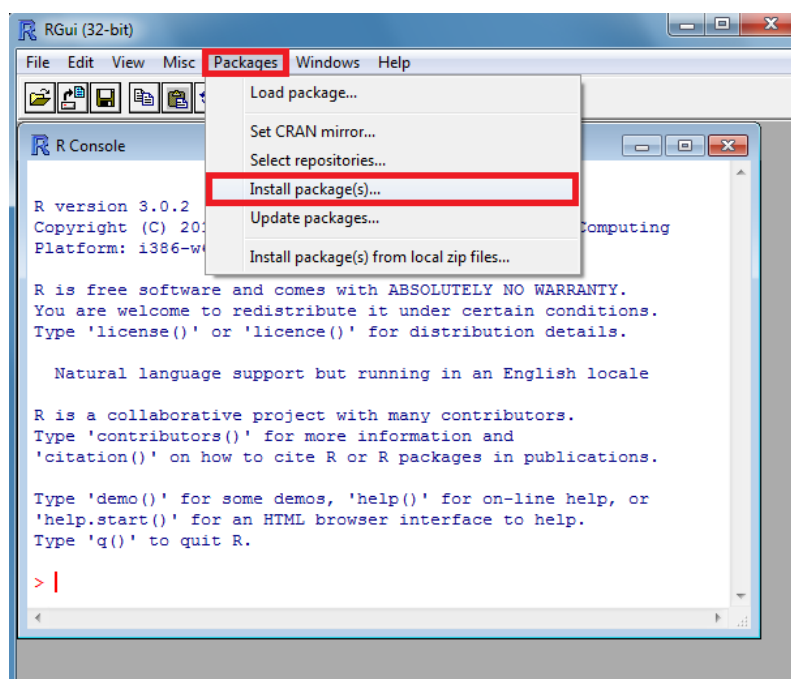 RGui (32-bit)
File Edit View Misc Packages Windows Help
Load package...
Set CRAN mirror...
Select repositories...
Install package(s)...
Update packages...
Install package(s) from local zip files...
R Console
R version 3.0.2
Copyright (C) 20 Computing
Platform: i386-w
R is free software and comes with ABSOLUTELY NO WARRANTY.
You are welcome to redistribute it under certain conditions.
Type 'license()' or 'licence()' for distribution details.
Natural language support but running in an English locale
R is a collaborative project with many contributors.
Type 'contributors()' for more information and
'citation()' on how to cite R or R packages in publications.
Type 'demo()' for some demos, 'help()' for on-line help, or
'help.start()' for an HTML browser interface to help.
Type 'q()' to quit R.
>